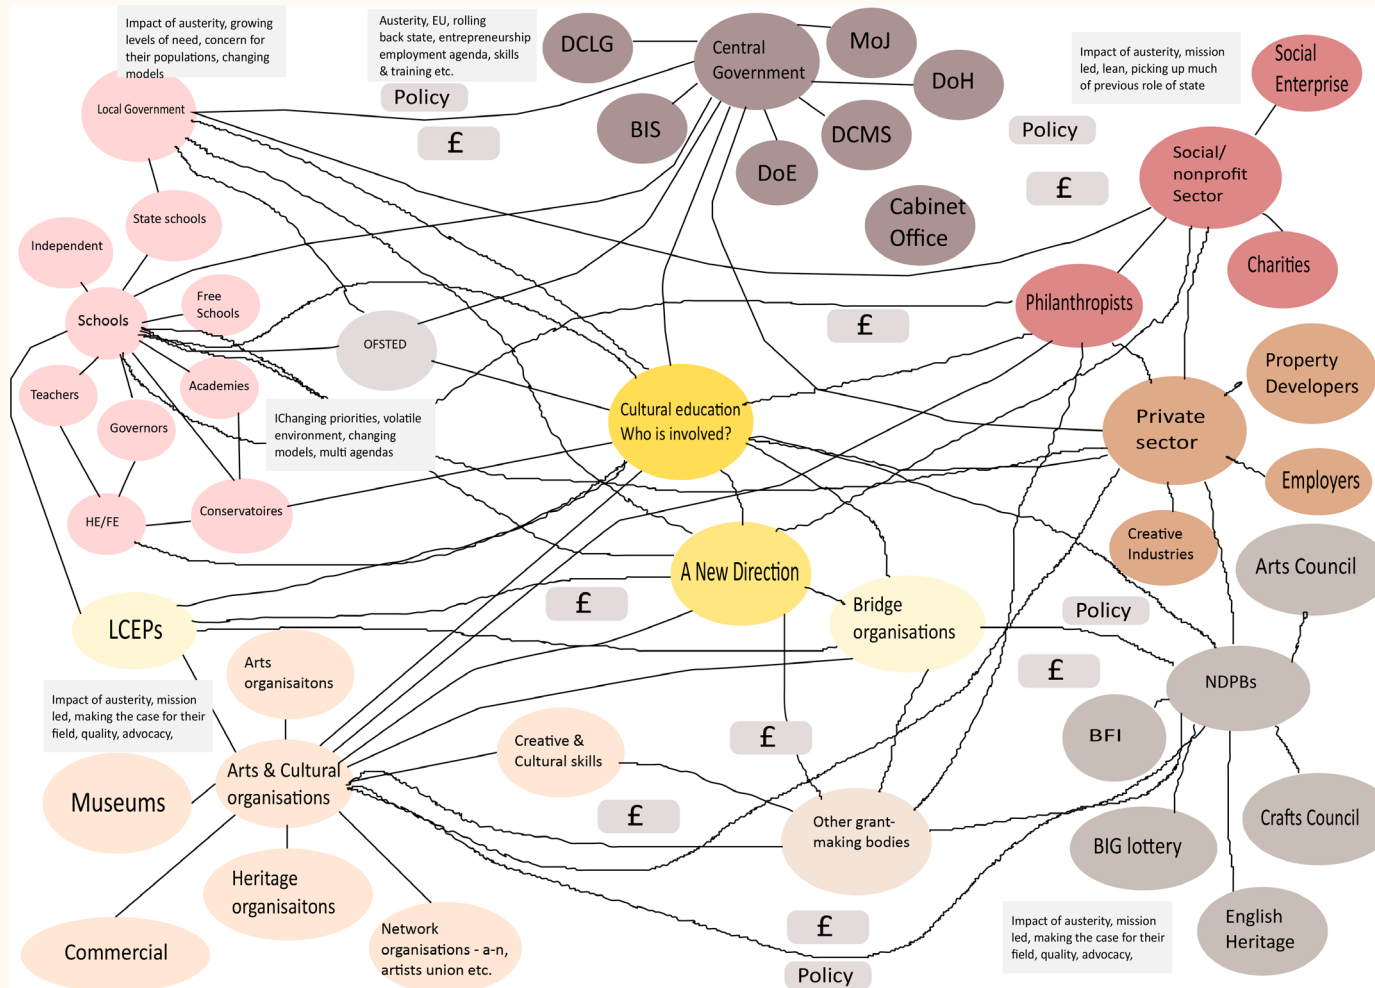 Impact of austerity, growing
levels of need, concern for
their populations, changing
models
Austerity, EU, rolling
back state, entrepreneurship
employment agenda, skills
& training etc.
Policy
£
DCLG
Central
Government
MoJ
DoH
BIS
DCMS
DoE
Cabinet
Office
Impact of austerity, mission
led, lean, picking up much
of previous role of state
Social
Enterprise
Policy
£
Social/
nonprofit
Sector
Charities
Philanthropists
£
Local Government
State schools
Independent
Free
Schools
Schools
OFSTED
Teachers
Academies
Governors
IChanging priorities, volatile
environment, changing
models, multi agendas
HE/FE
Conservatoires
Cultural education
Who is involved?
Property
Developers
Private
sector
Employers
Creative
Industries
A New Direction
£
Bridge
organisations
Policy
£
Arts Council
NDPBs
BFI
BIG lottery
Crafts Council
English
Heritage
LCEPs
Arts
organisaitons
Impact of austerity, mission
led, making the case for their
field, quality, advocacy,
Museums
Arts & Cultural
organisations
Creative &
Cultural skills
£
£
Other grant-
making bodies
Heritage
organisaitons
Commercial
Network
organisations - a-n,
artists union etc.
£
Policy
Impact of austerity, mission
led, making the case for their
field, quality, advocacy,